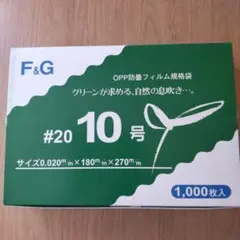 F&G
OPP防曇フィルム規格袋
グリーンが求める、自然の息吹き…。
#20 10号
サイズ0.020mm×180mm×270mm
1,000枚入